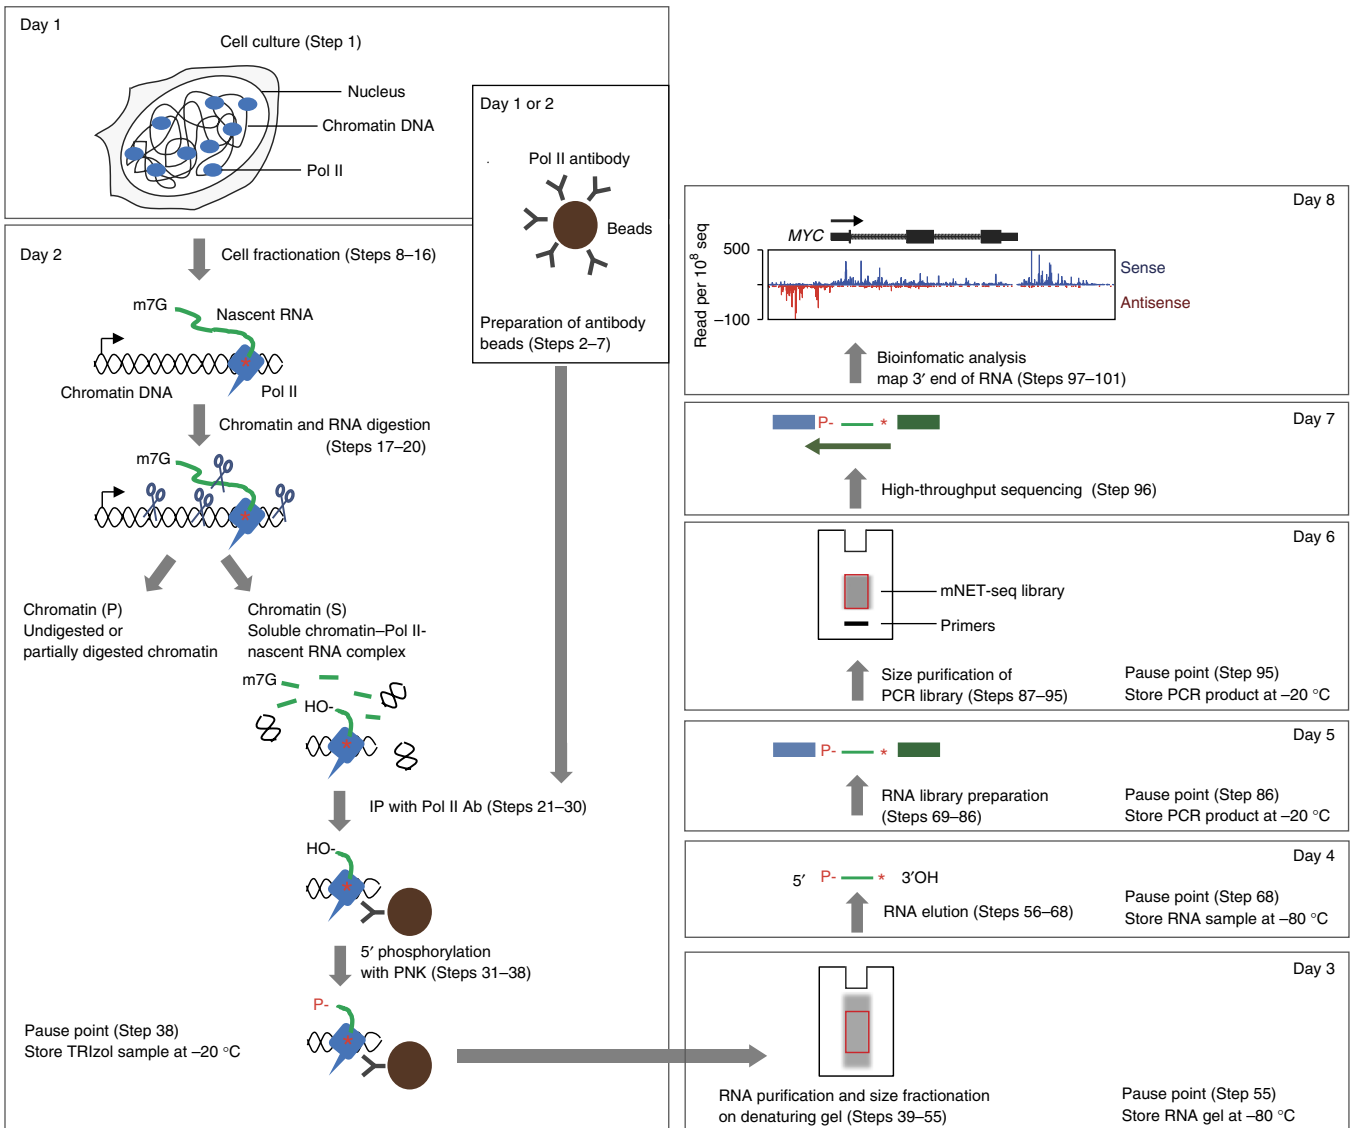 Day 1
Cell culture (Step 1)
Nucleus
Chromatin DNA
Pol II
Day 1 or 2
Pol II antibody
Beads
Preparation of antibody
beads (Steps 2–7)
Day 2
Cell fractionation (Steps 8–16)
m7G
Nascent RNA
Chromatin DNA
Pol II
*
Chromatin and RNA digestion
(Steps 17–20)
m7G
*
Chromatin (P)
Undigested or
partially digested chromatin
Chromatin (S)
Soluble chromatin–Pol II-
nascent RNA complex
m7G
HO-
*
IP with Pol II Ab (Steps 21–30)
HO-
*
5′ phosphorylation
with PNK (Steps 31–38)
P-
*
Pause point (Step 38)
Store TRIzol sample at –20 °C
Day 3
RNA purification and size fractionation
on denaturing gel (Steps 39–55)
Pause point (Step 55)
Store RNA gel at –80 °C
Day 4
5′ P- * 3′OH
RNA elution (Steps 56–68)
Pause point (Step 68)
Store RNA sample at –80 °C
Day 5
P- *
RNA library preparation
(Steps 69–86)
Pause point (Step 86)
Store PCR product at –20 °C
Day 6
mNET-seq library
Primers
Size purification of
PCR library (Steps 87–95)
Pause point (Step 95)
Store PCR product at –20 °C
Day 7
P- *
High-throughput sequencing (Step 96)
Day 8
MYC
500
–100
Read per 10⁸ seq
Sense
Antisense
Bioinfomatic analysis
map 3′ end of RNA (Steps 97–101)